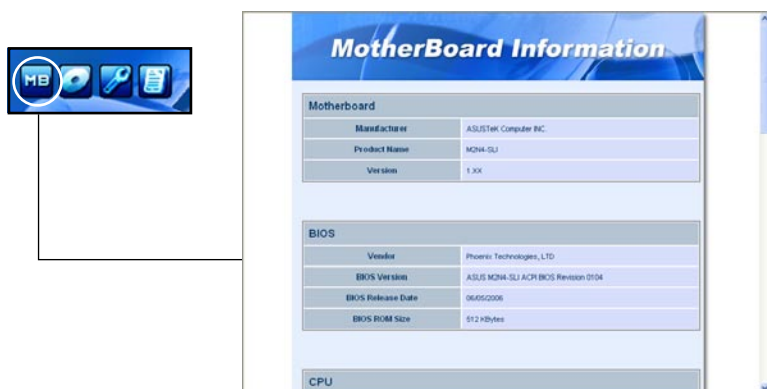 MB
MotherBoard Information
Motherboard
Manufacturer ASUSTeK Computer INC.
Product Name M2N4-SLI
Version 1.XX
BIOS
Vendor Phoenix Technologies, LTD
BIOS Version ASUS M2N4-SLI ACPI BIOS Revision 0104
BIOS Release Date 06/05/2006
BIOS ROM Size 512 KBytes
CPU